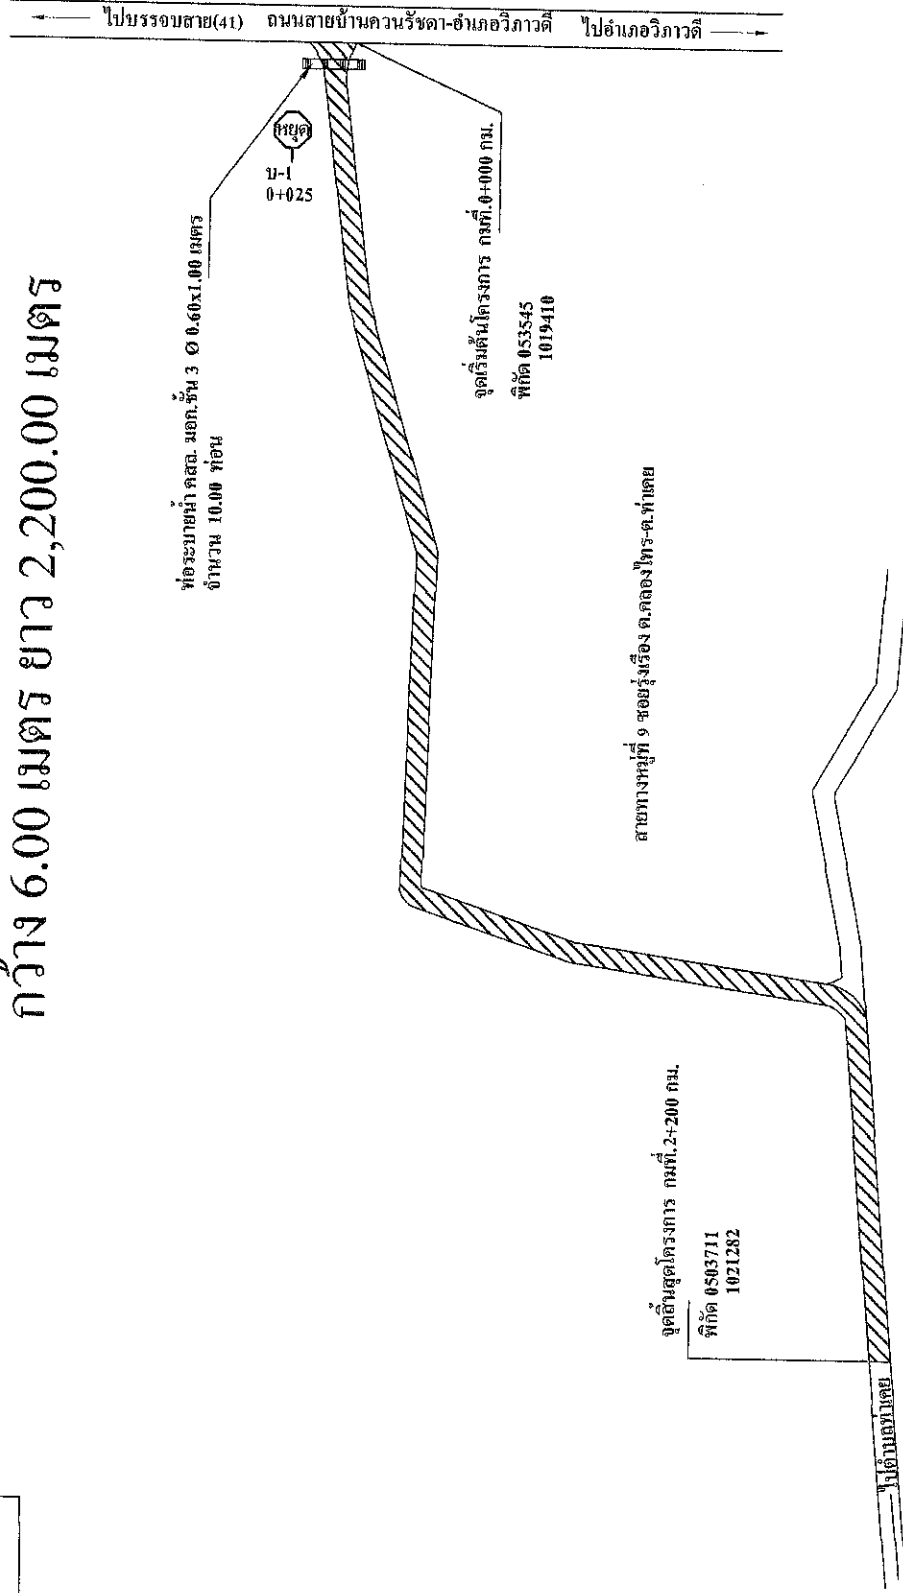 ไปบรรจบสาย(41) ถนนสายบ้านควนรัชดา-อำเภอวิภาวดี ไปอำเภอวิภาวดี
กว้าง 6.00 เมตร ยาว 2,200.00 เมตร
ท่อระบายน้ำ คสล. มอก.ชั้น 3 Ø 0.60x1.00 เมตร
จำนวน 10.00 ท่อน
หยุด
บ-1
0+025
จุดเริ่มต้นโครงการ กม.ที่.0+000 กม.
พิกัด 053545
1019410
สายทางหมู่ที่ 9 ซอยรุ่งเรือง ต.คลองไทร-ต.ท่าเคย
จุดสิ้นสุดโครงการ กม.ที่.2+200 กม.
พิกัด 0503711
1021282
ไปตำบลท่าเคย